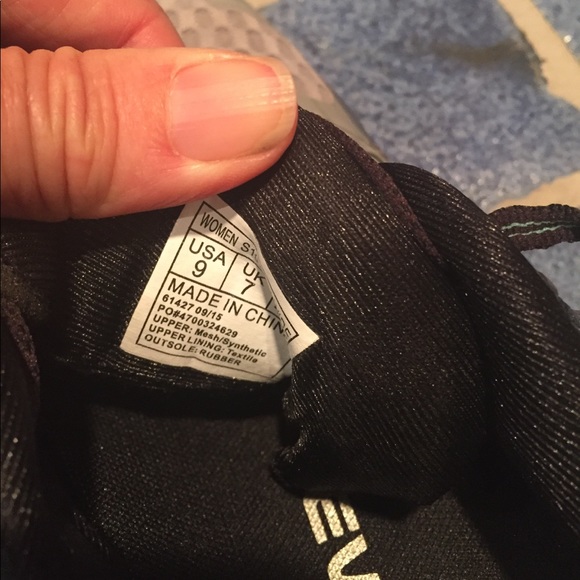 WOMEN
USA UK
9 7
MADE IN CHINA
61427 09/15
PO#4700324629
UPPER: Mesh/Synthetic
UPPER LINING: Textile
OUTSOLE: RUBBER
EV